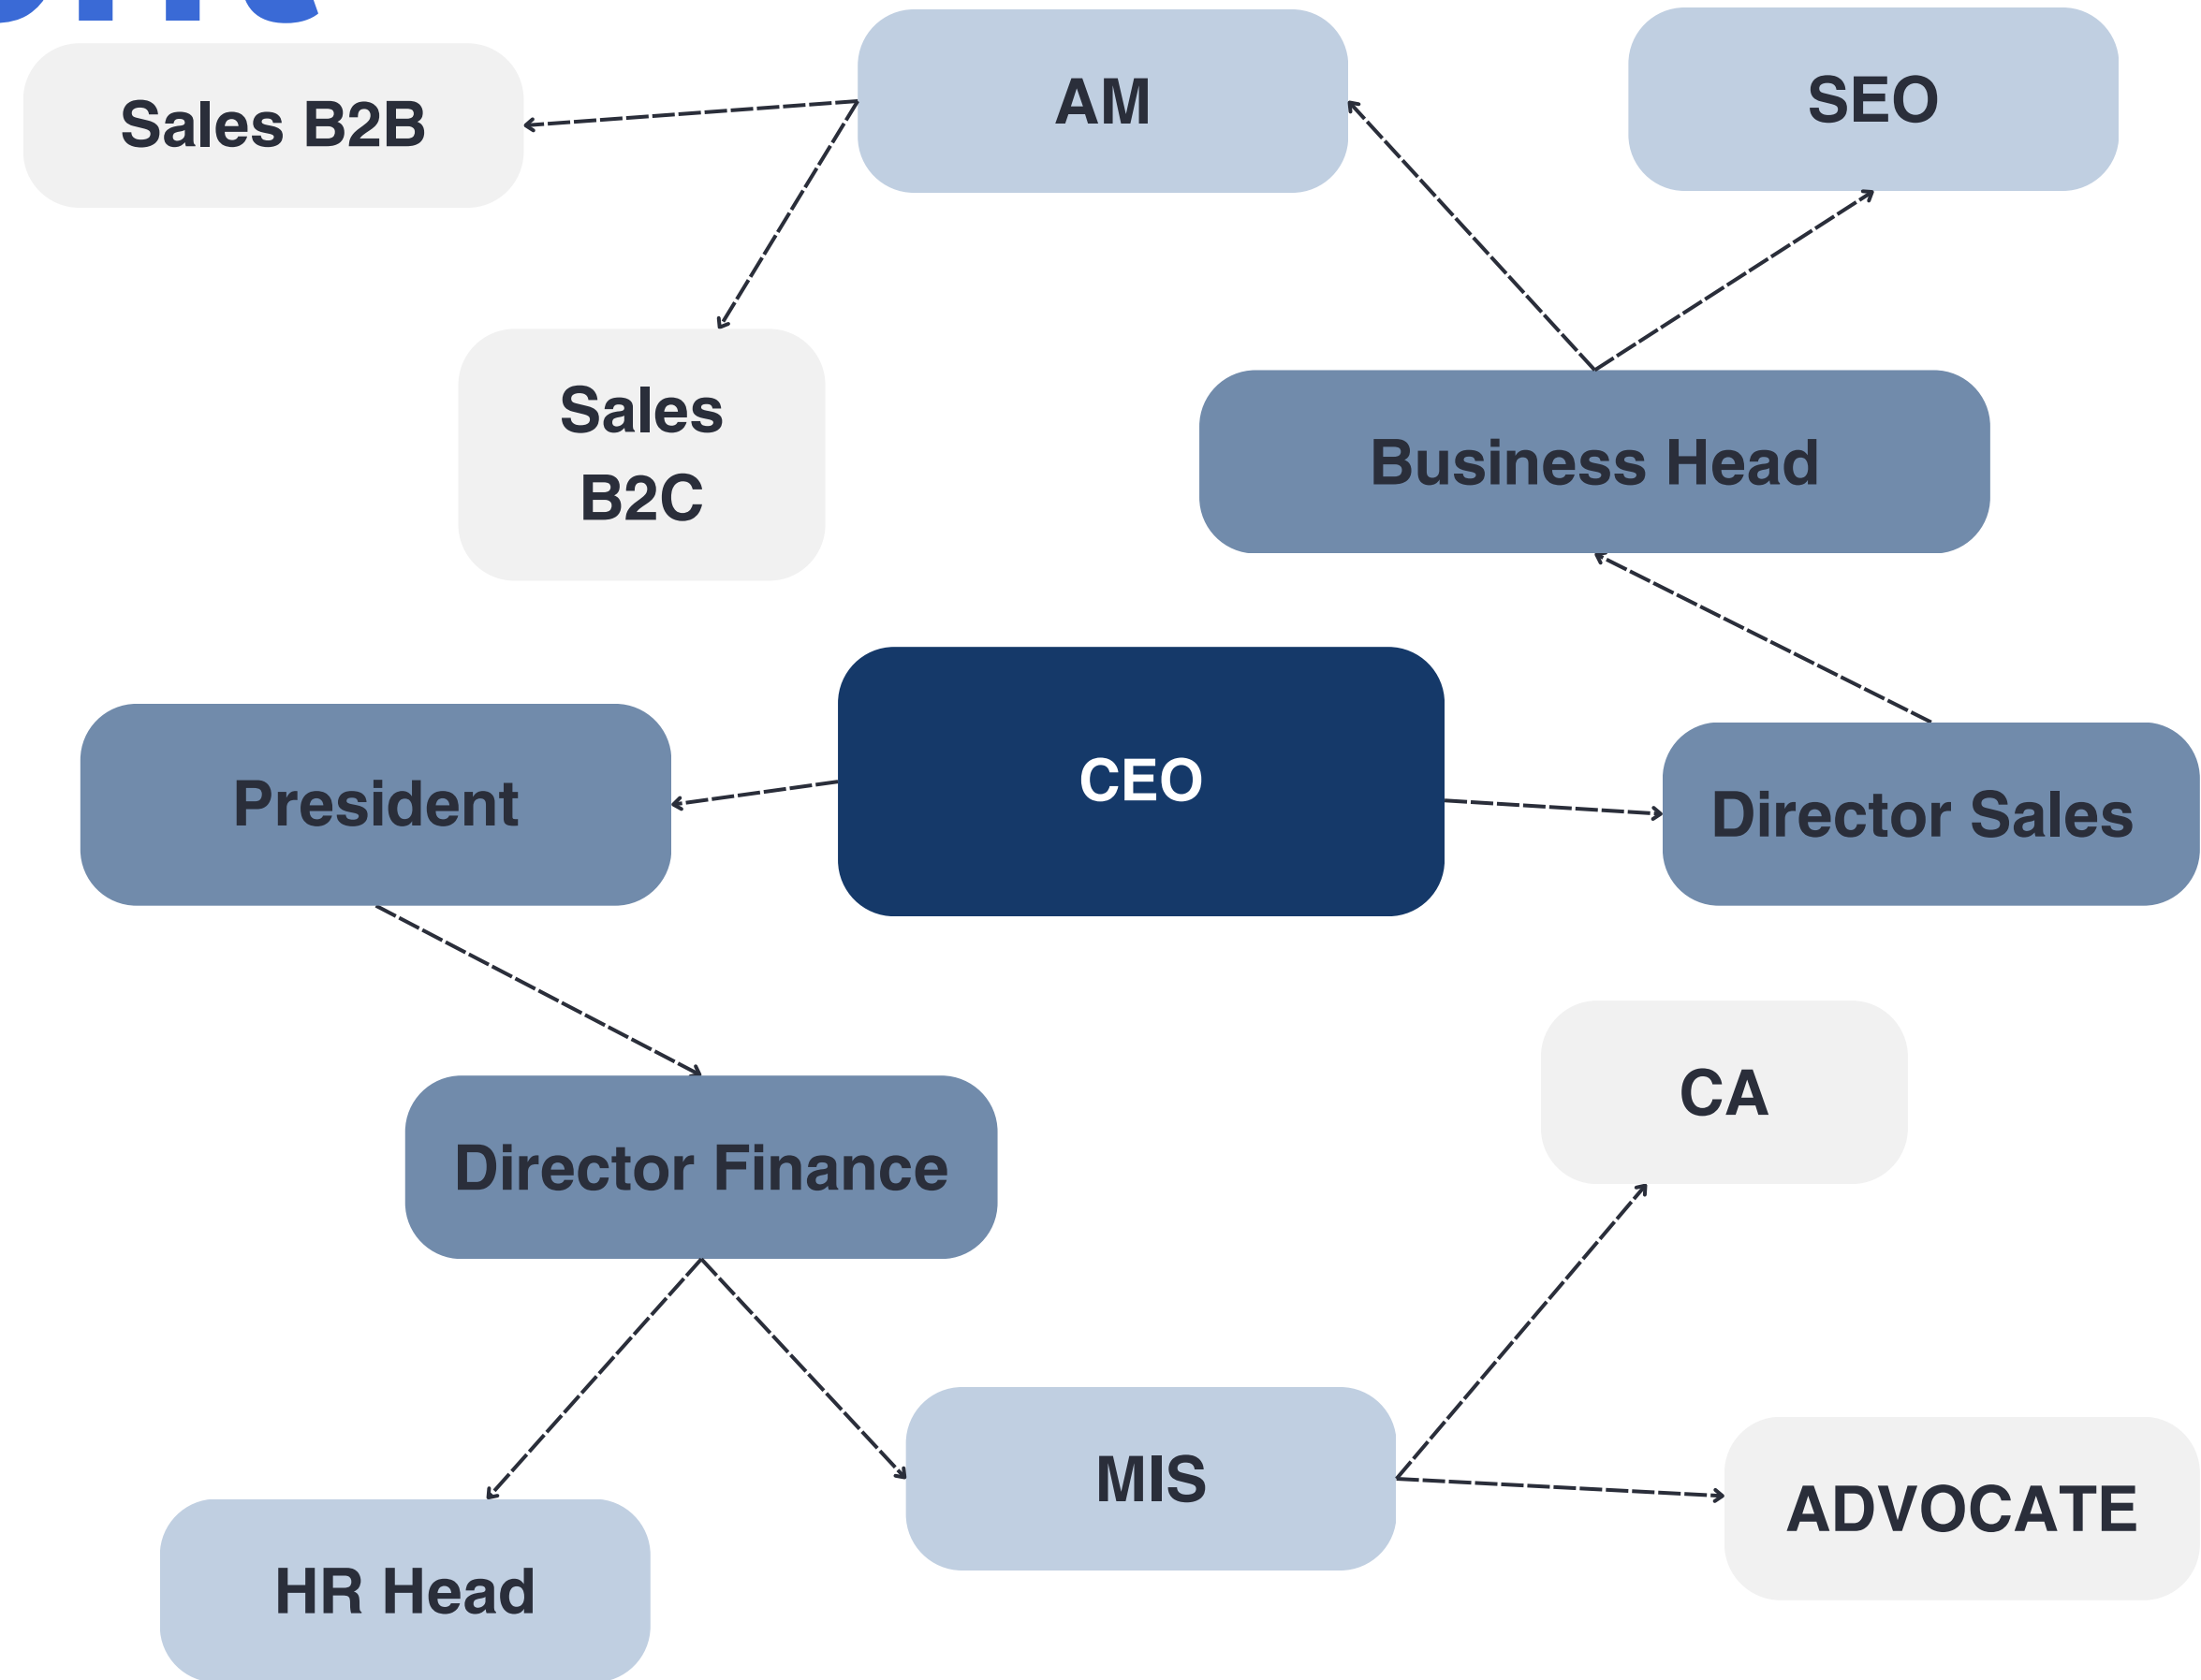 Sales B2B
AM
SEO
Sales
B2C
Business Head
President
CEO
Director Sales
Director Finance
CA
MIS
ADVOCATE
HR Head